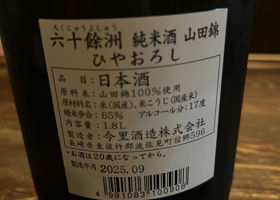 ろくじゅうよしゅう
六十餘洲 純米酒 山田錦
ひやおろし
品目:日本酒
原料米:山田錦100%使用
原材料名:米(国産)、米こうじ(国産米)
精米歩合:65% アルコール分:17度
内容量:1.8L
製造者:今里酒造株式会社
長崎県東彼杵郡波佐見町宿郷596
●お酒は20歳になってから。
製造年月 2025.09
4 991083 100908